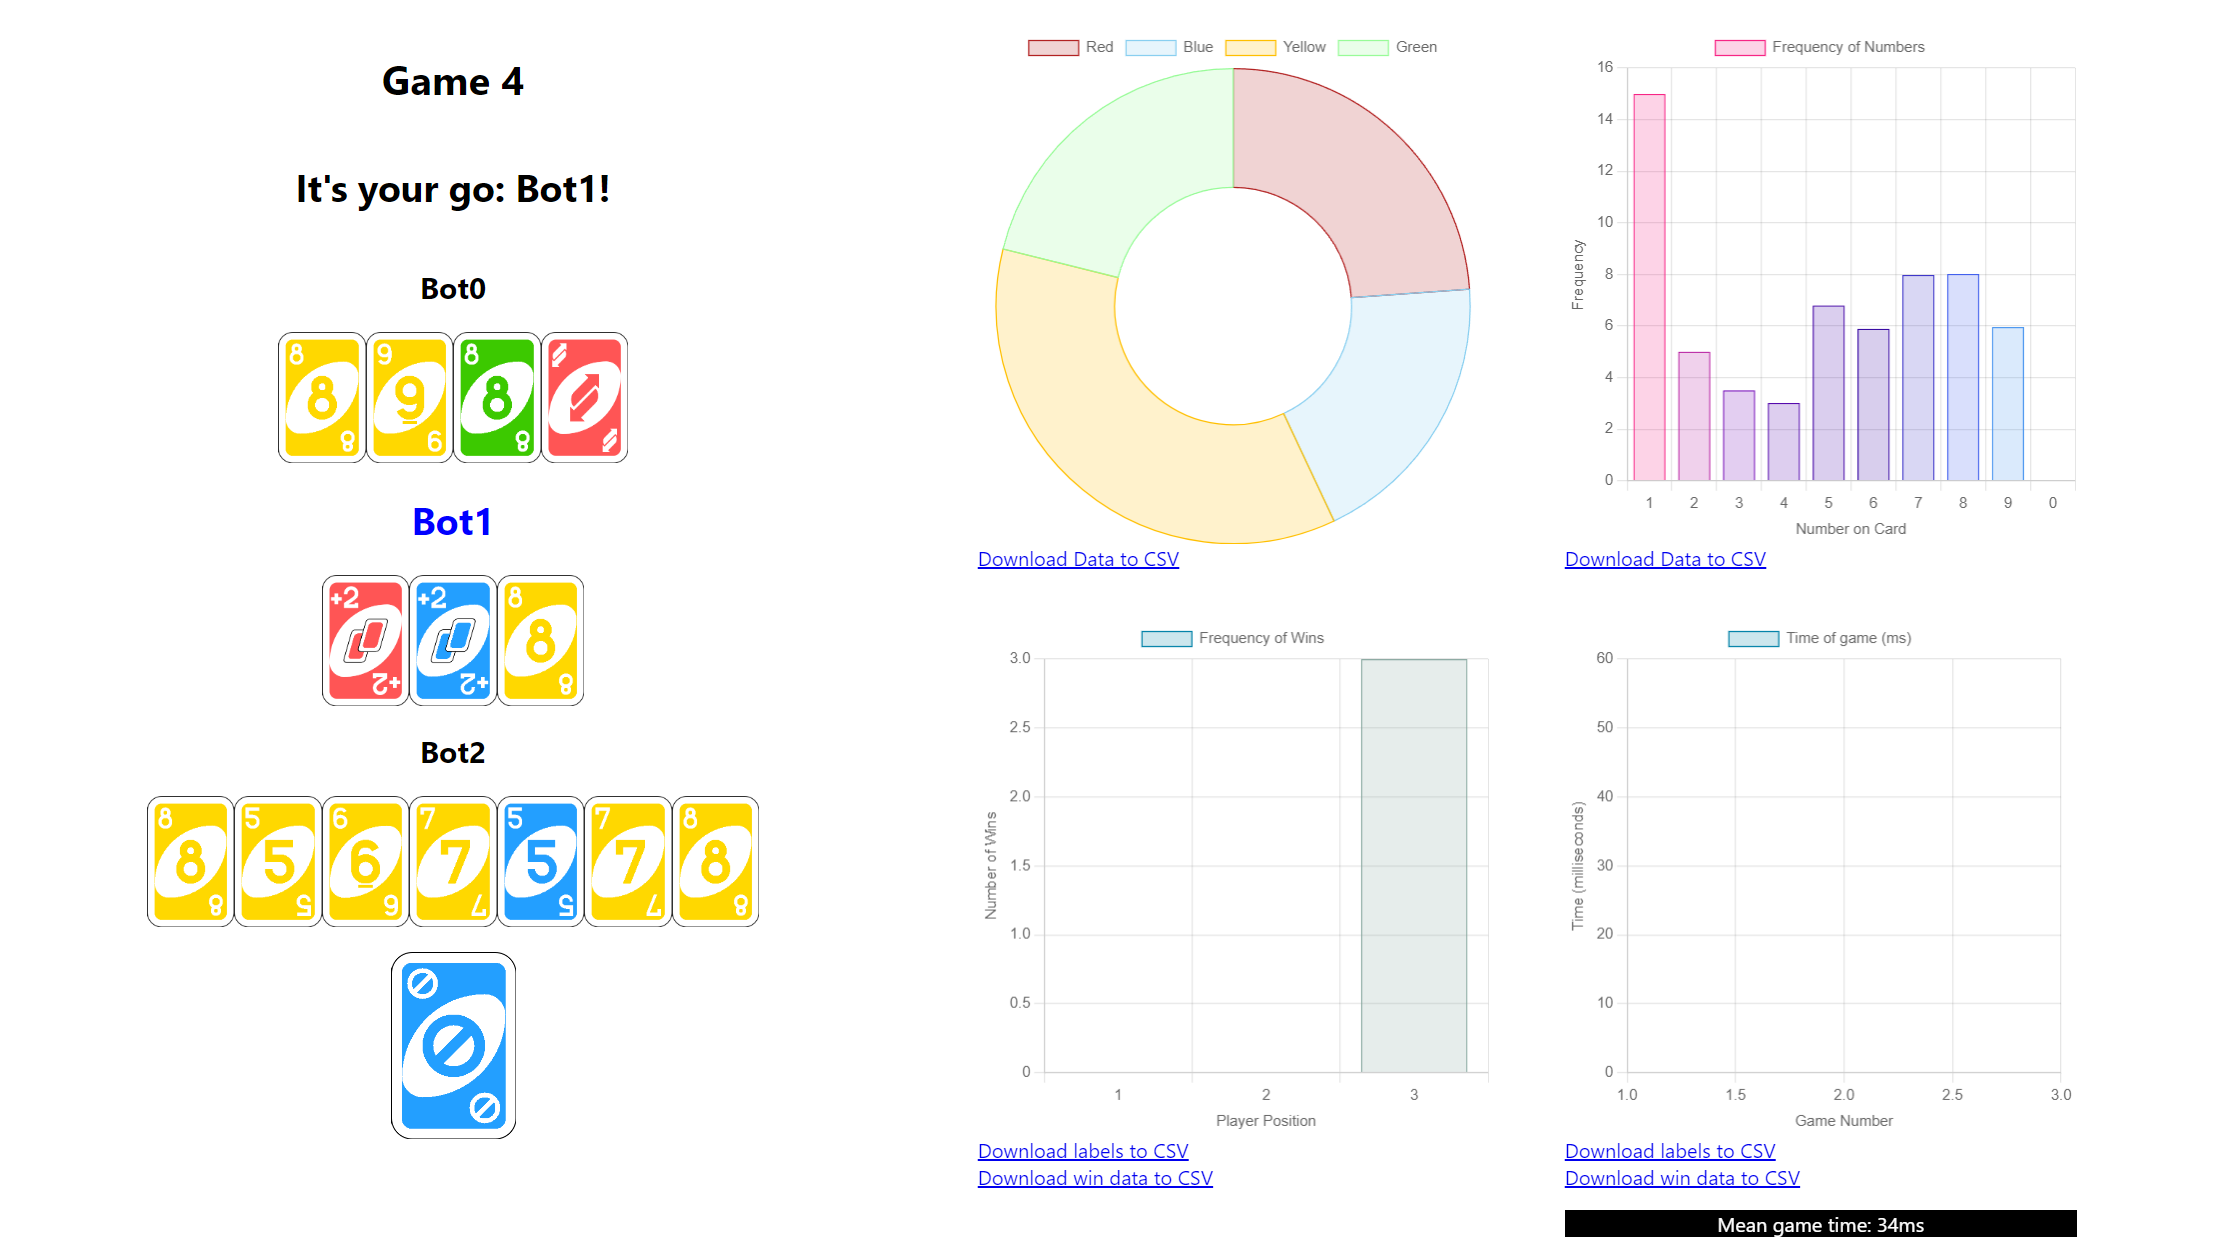 Game 4
It's your go: Bot1!
Bot0
8 9 8
8 9 8
8 9 8
Bot1
+2 +2 8
8
+2 +2 8
Bot2
8 5 6 7 5 7 8
8 5 6 7 5 7 8
8 5 6 7 5 7 8
Red Blue Yellow Green
Download Data to CSV
Frequency of Numbers
16
14
12
10
8
6
4
2
0
Frequency
1 2 3 4 5 6 7 8 9 0
Number on Card
Download Data to CSV
Frequency of Wins
3.0
2.5
2.0
1.5
1.0
0.5
0
Number of Wins
1 2 3
Player Position
Download labels to CSV
Download win data to CSV
Time of game (ms)
60
50
40
30
20
10
0
Time (milliseconds)
1.0 1.5 2.0 2.5 3.0
Game Number
Download labels to CSV
Download win data to CSV
Mean game time: 34ms